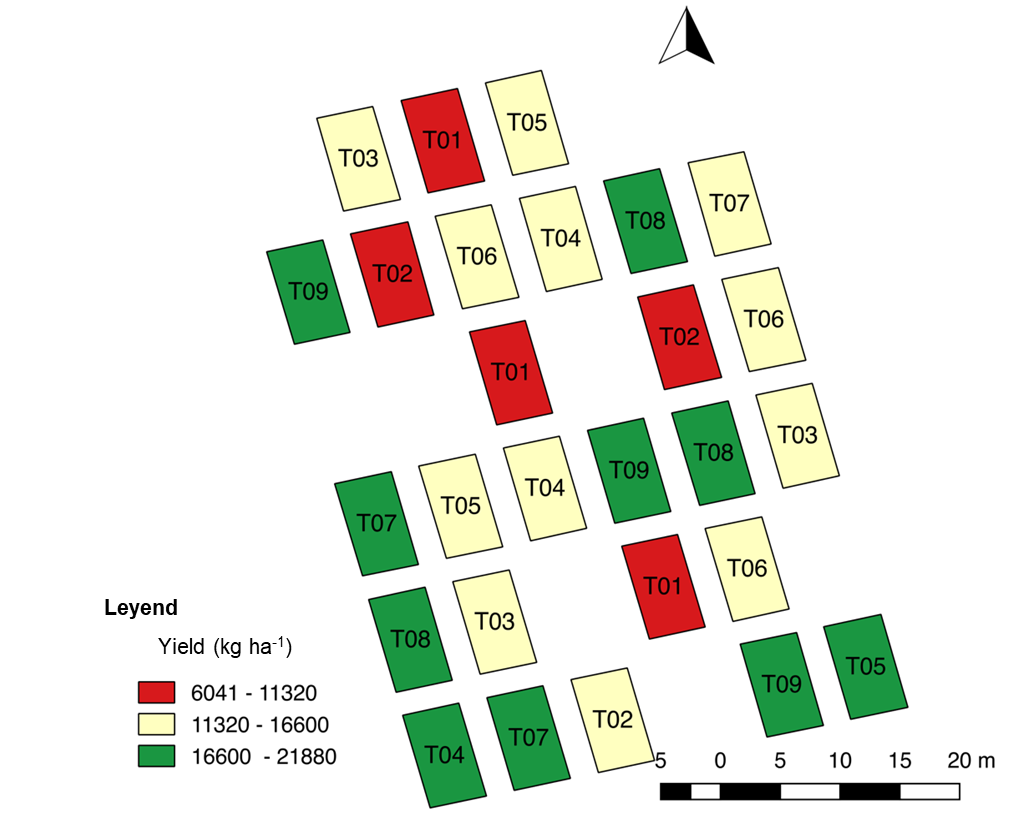 T05
T01
T03
T07
T08
T04
T06
T02
T09
T06
T02
T01
T03
T08
T09
T04
T05
T07
T06
T01
T03
T08
T05
T09
T02
T07
T04
Leyend
Yield (kg ha-1)
6041 - 11320
11320 - 16600
16600 - 21880
5 0 5 10 15 20 m